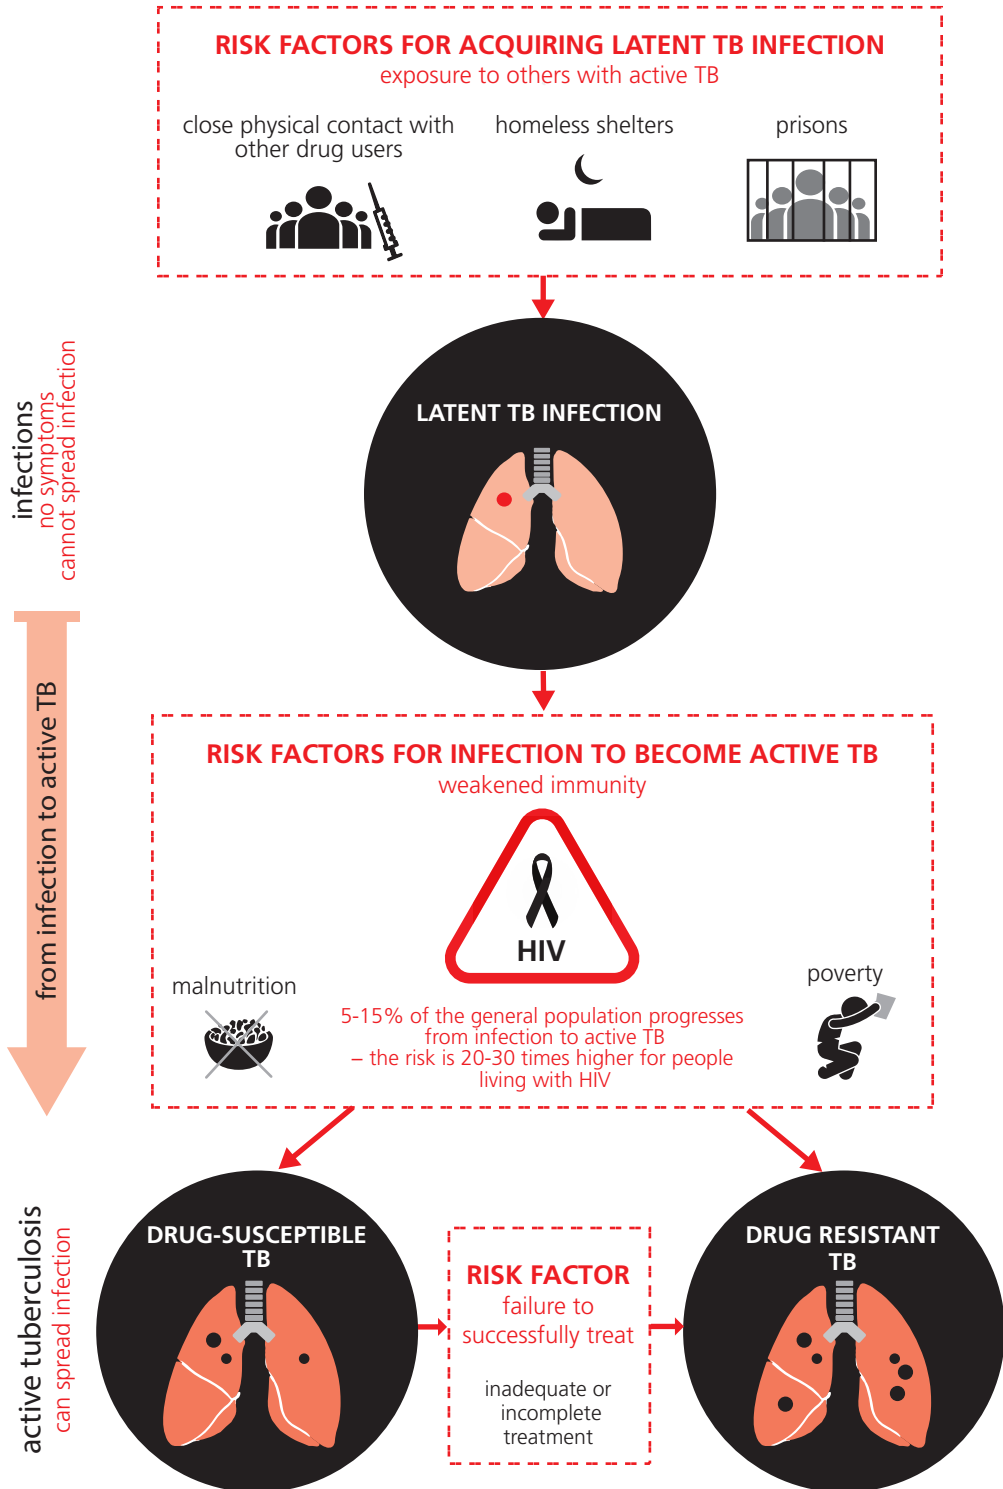 RISK FACTORS FOR ACQUIRING LATENT TB INFECTION
exposure to others with active TB
close physical contact with
other drug users
homeless shelters
prisons
infections
no symptoms
cannot spread infection
LATENT TB INFECTION
from infection to active TB
RISK FACTORS FOR INFECTION TO BECOME ACTIVE TB
weakened immunity
HIV
malnutrition
poverty
5-15% of the general population progresses
from infection to active TB
– the risk is 20-30 times higher for people
living with HIV
active tuberculosis
can spread infection
DRUG-SUSCEPTIBLE
TB
RISK FACTOR
failure to
successfully treat
inadequate or
incomplete
treatment
DRUG RESISTANT
TB